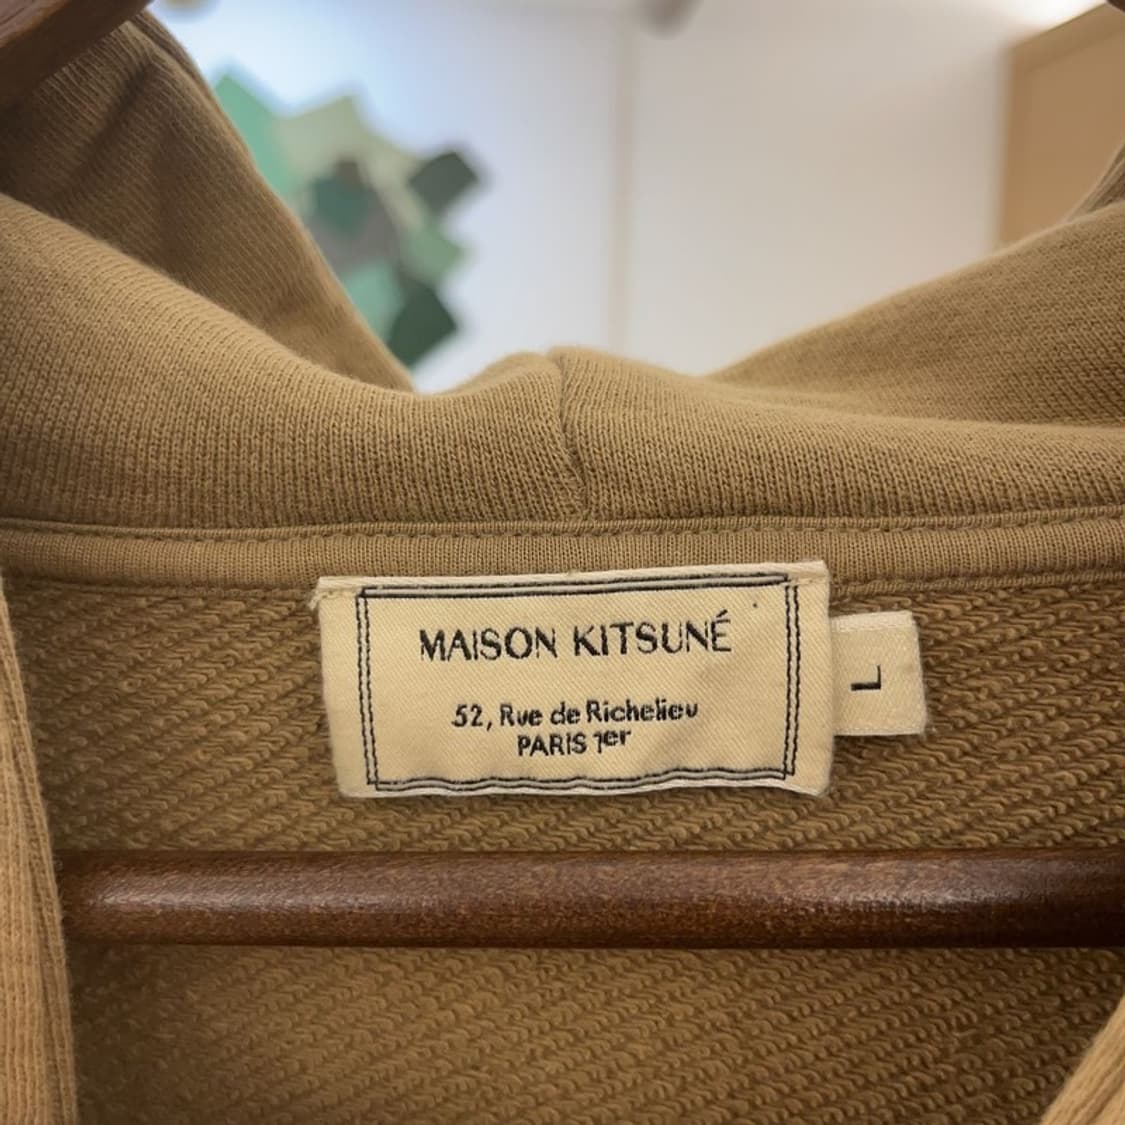 MAISON KITSUNÉ
52, Rue de Richelieu
PARIS 1er
L